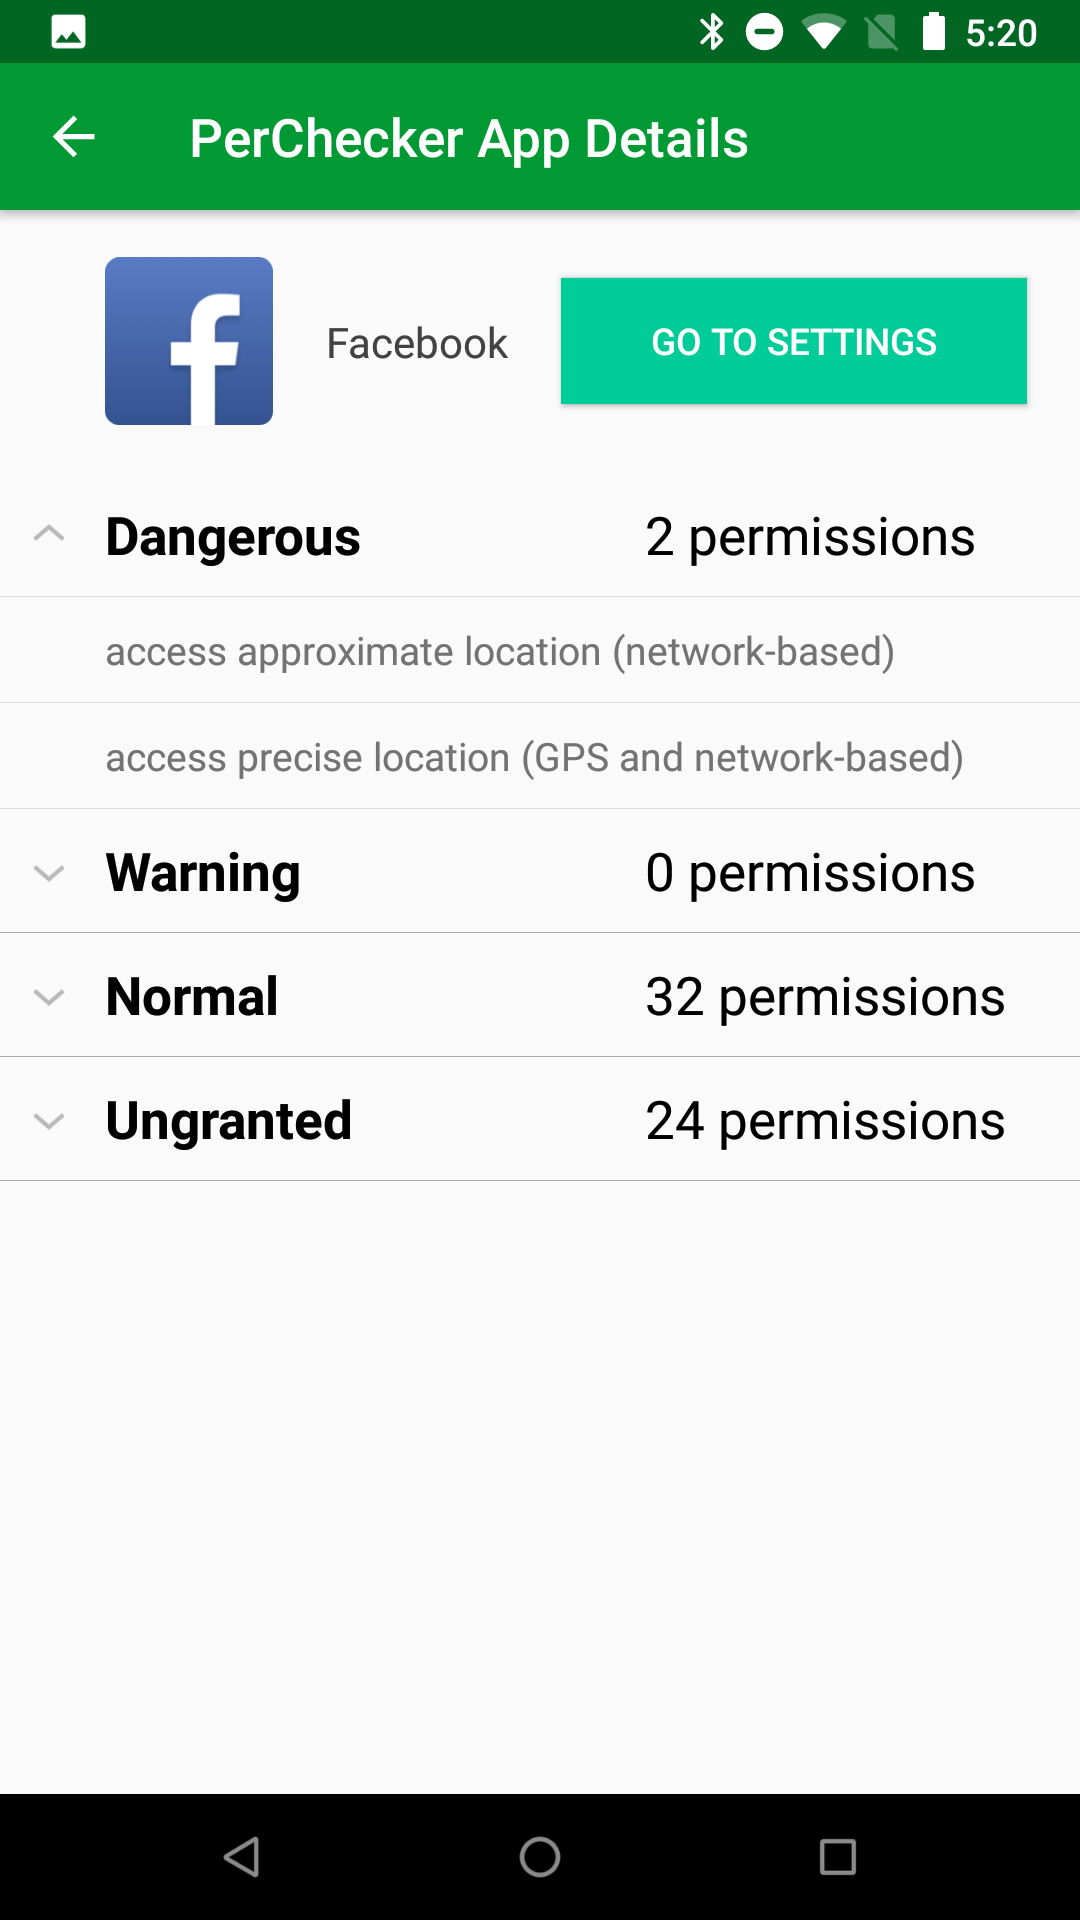 5:20
PerChecker App Details
Facebook
GO TO SETTINGS
Dangerous 2 permissions
access approximate location (network-based)
access precise location (GPS and network-based)
Warning 0 permissions
Normal 32 permissions
Ungranted 24 permissions